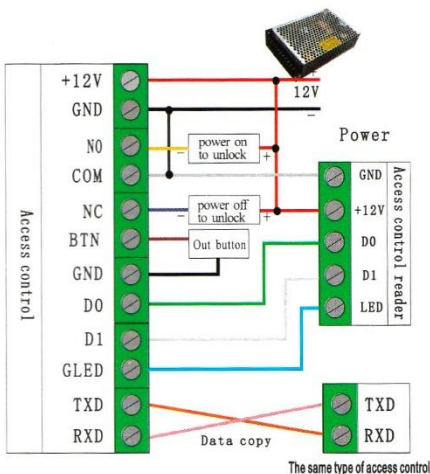 +12V
GND
N0
COM
NC
BTN
GND
D0
D1
GLED
TXD
RXD
Access control
+
12V
−
Power
power on
to unlock
−
+
power off
to unlock
−
+
Out button
GND
+12V
D0
D1
LED
Access control reader
TXD
RXD
Data copy
The same type of access control